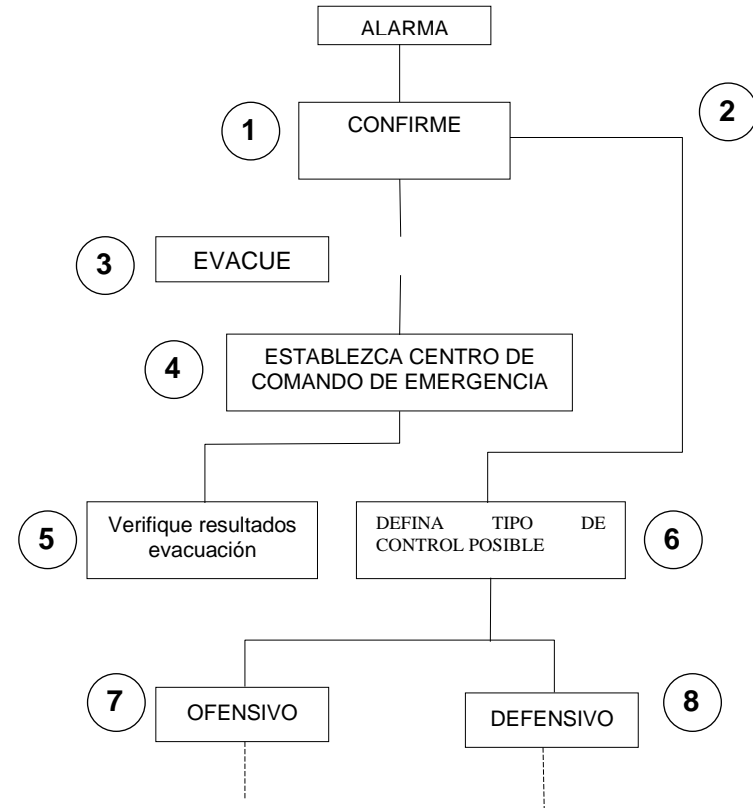 ALARMA
1
CONFIRME
2
3
EVACUE
4
ESTABLEZCA CENTRO DE
COMANDO DE EMERGENCIA
5
Verifique resultados
evacuación
DEFINA TIPO DE
CONTROL POSIBLE
6
7
OFENSIVO
DEFENSIVO
8